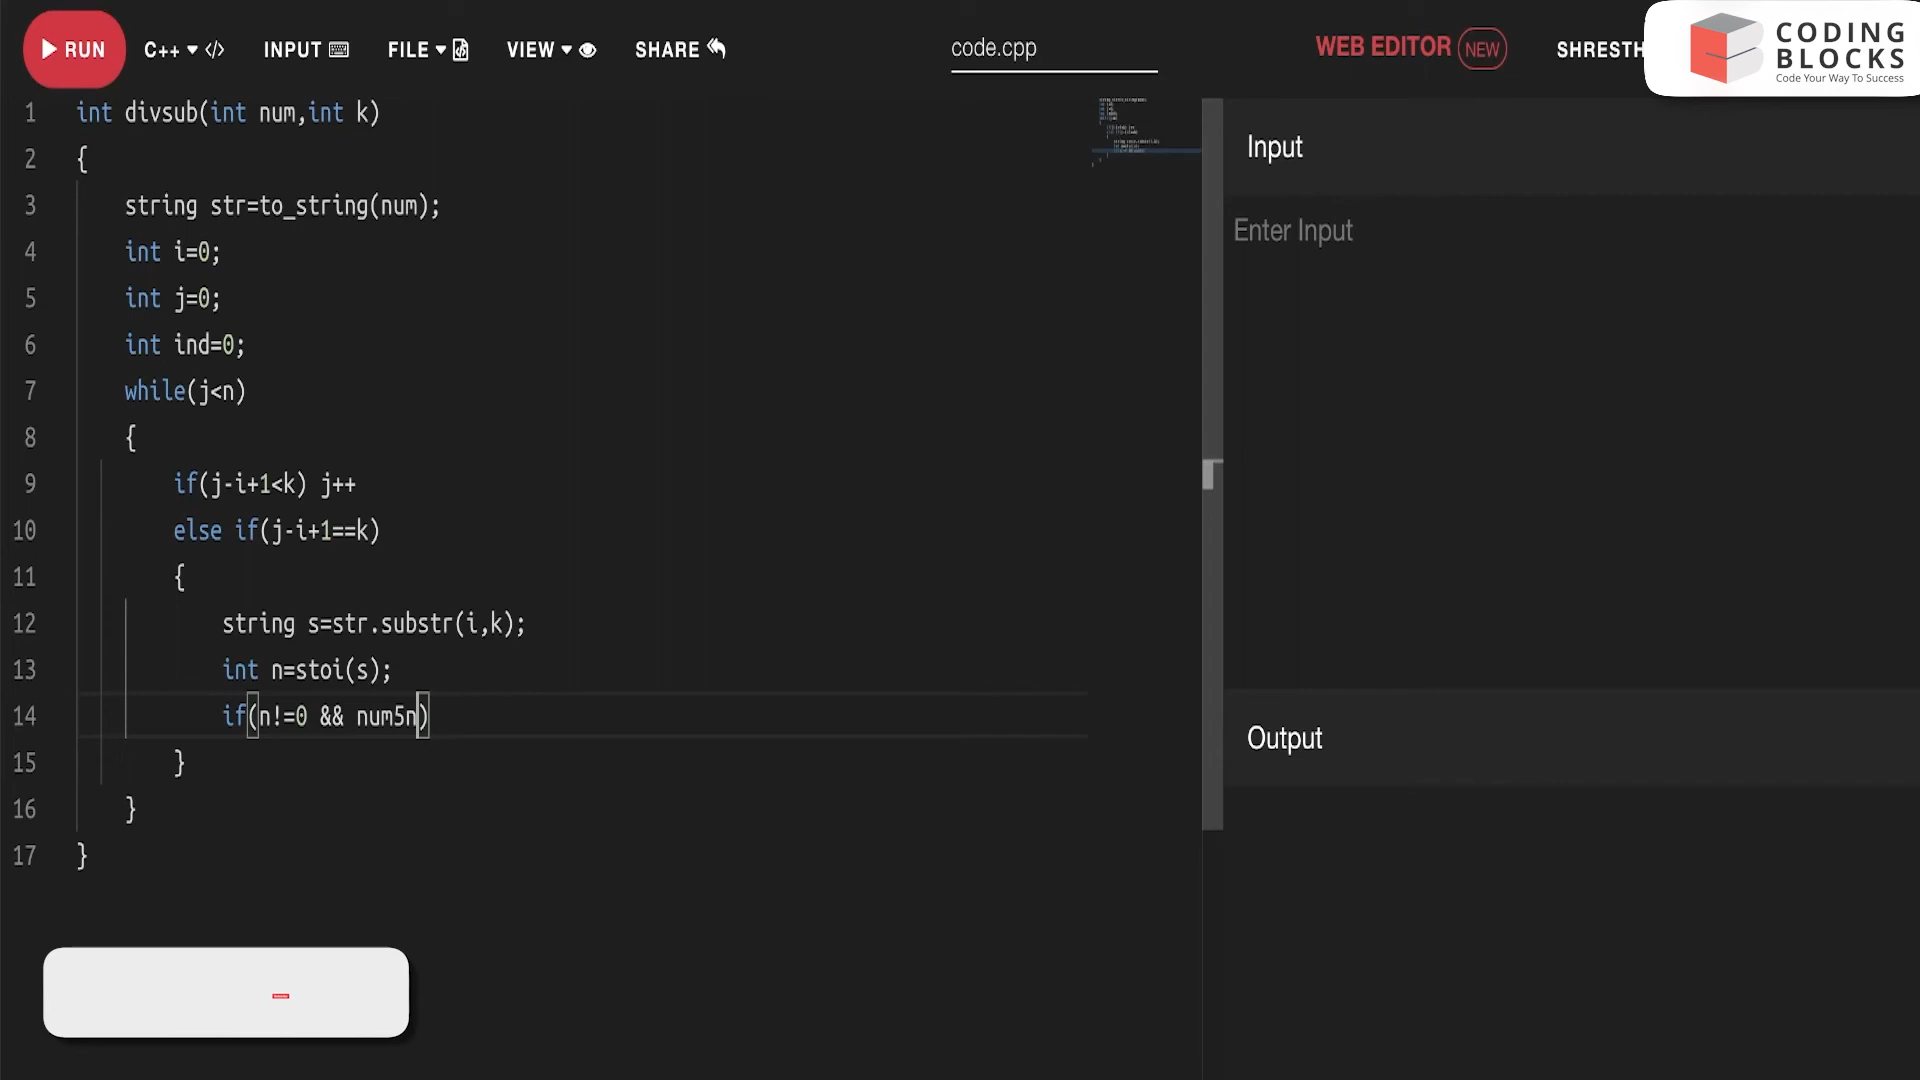 RUN C++ INPUT FILE VIEW SHARE code.cpp WEB EDITOR NEW SHRESTH
CODING
BLOCKS
Code Your Way To Success
1 int divsub(int num,int k)
2 {
3 string str=to_string(num);
4 int i=0;
5 int j=0;
6 int ind=0;
7 while(j<n)
8 {
9 if(j-i+1<k) j++
10 else if(j-i+1==k)
11 {
12 string s=str.substr(i,k);
13 int n=stoi(s);
14 if(n!=0 && num5n)
15 }
16 }
17 }
Input
Enter Input
Output